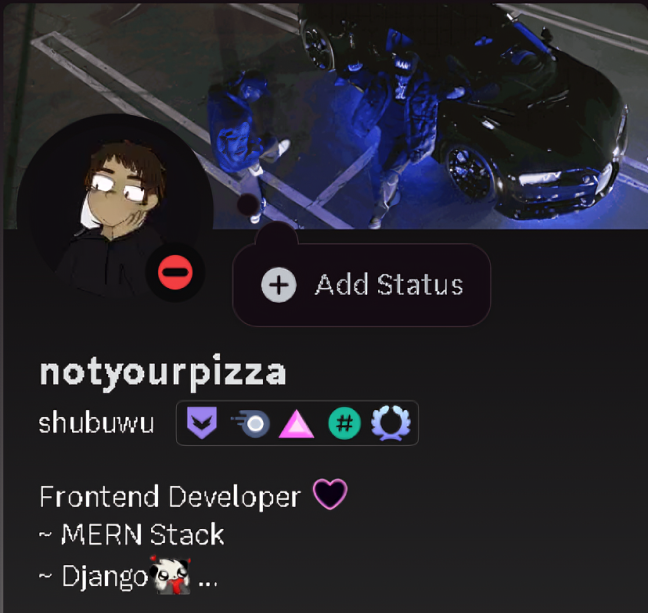 Add Status
notyourpizza
shubuwu
#
Frontend Developer
~ MERN Stack
~ Django ...